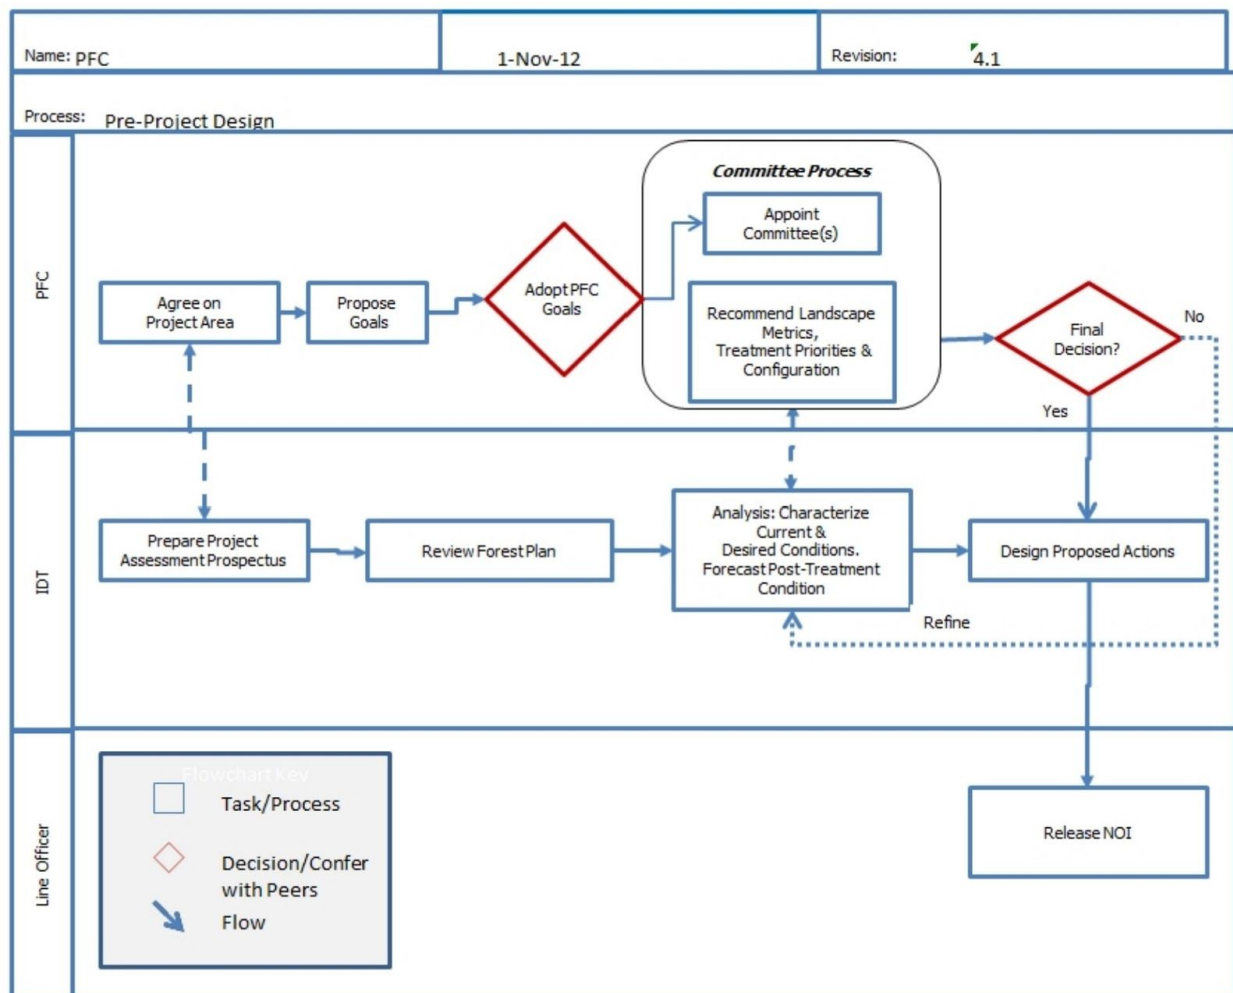 Name: PFC
1-Nov-12
Revision: 4.1
Process: Pre-Project Design
PFC
Committee Process
Appoint
Committee(s)
Agree on
Project Area
Propose
Goals
Adopt PFC
Goals
Recommend Landscape
Metrics,
Treatment Priorities &
Configuration
Final
Decision?
No
Yes
IDT
Prepare Project
Assessment Prospectus
Review Forest Plan
Analysis: Characterize
Current &
Desired Conditions.
Forecast Post-Treatment
Condition
Design Proposed Actions
Refine
Line Officer
Flowchart Key
Task/Process
Decision/Confer
with Peers
Flow
Release NOI